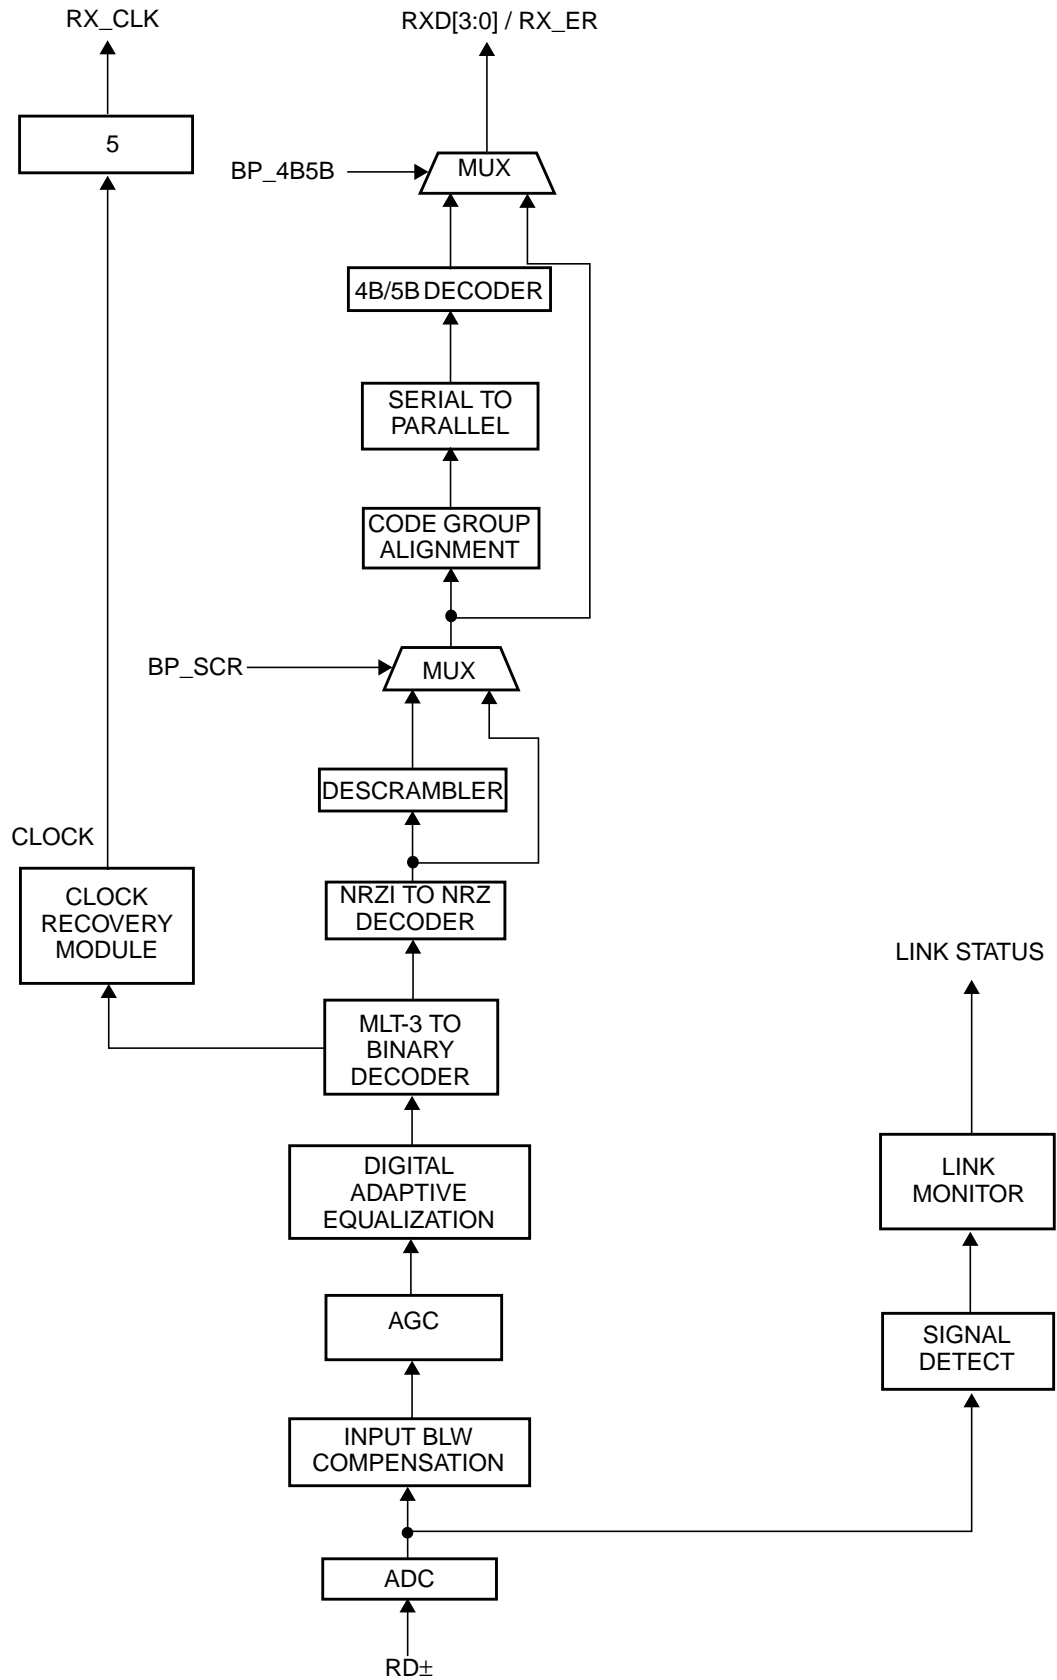 RX_CLK
RXD[3:0] / RX_ER
5
BP_4B5B
MUX
4B/5B DECODER
SERIAL TO
PARALLEL
CODE GROUP
ALIGNMENT
BP_SCR
MUX
DESCRAMBLER
CLOCK
CLOCK
RECOVERY
MODULE
NRZI TO NRZ
DECODER
LINK STATUS
MLT-3 TO
BINARY
DECODER
DIGITAL
ADAPTIVE
EQUALIZATION
LINK
MONITOR
AGC
SIGNAL
DETECT
INPUT BLW
COMPENSATION
ADC
RD±